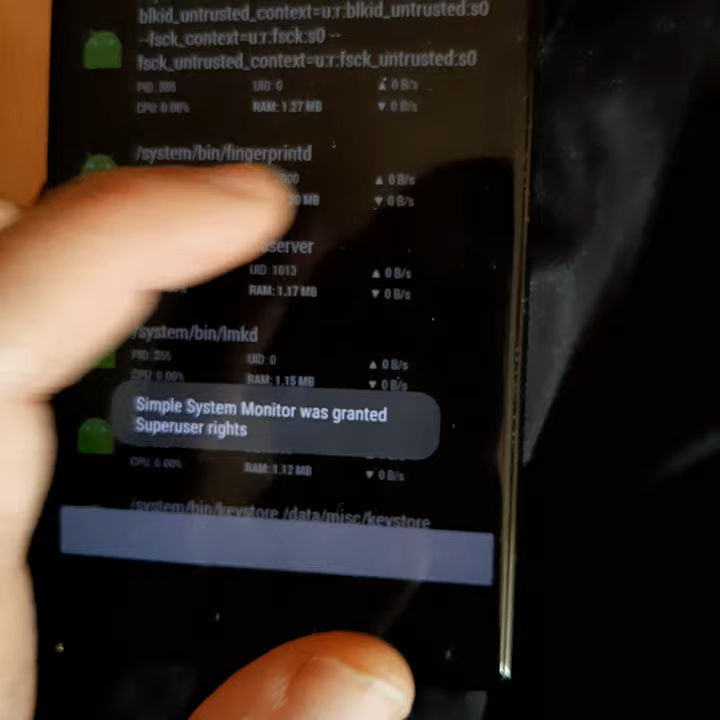 blkid_untrusted_context=u:r:blkid_untrusted:s0
--fsck_context=u:r:fsck:s0 --
fsck_untrusted_context=u:r:fsck_untrusted:s0
PID: 305 UID: 0 ▲ 0 B/s
CPU: 0.00% RAM: 1.27 MB ▼ 0 B/s
/system/bin/fingerprintd
▲ 0 B/s
MB ▼ 0 B/s
UID: 1013 ▲ 0 B/s
RAM: 1.17 MB ▼ 0 B/s
/system/bin/lmkd
PID: 355 UID: 0 ▲ 0 B/s
CPU: 0.00% RAM: 1.15 MB ▼ 0 B/s
Simple System Monitor was granted
Superuser rights
CPU: 0.00% RAM: 1.12 MB ▼ 0 B/s
/system/bin/keystore /data/misc/keystore